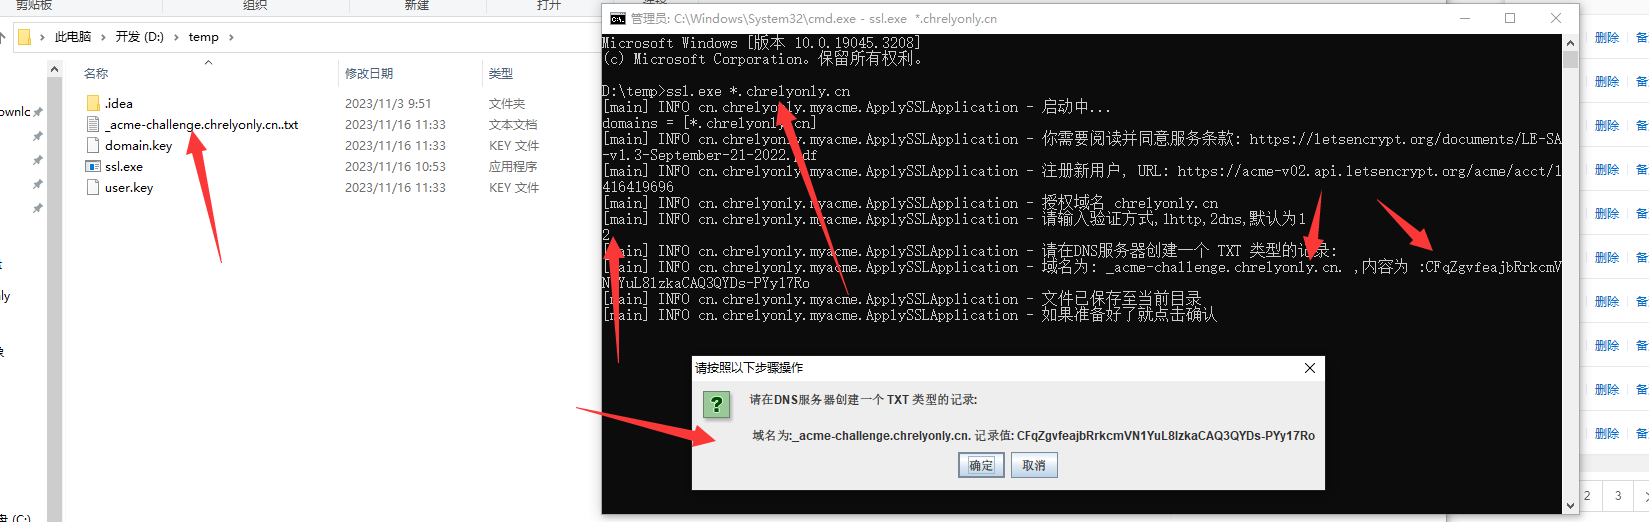 剪贴板
组织
新建
打开
此电脑 > 开发 (D:) > temp >
名称 修改日期 类型
.idea 2023/11/3 9:51 文件夹
_acme-challenge.chrelyonly.cn..txt 2023/11/16 11:33 文本文档
domain.key 2023/11/16 11:33 KEY 文件
ssl.exe 2023/11/16 10:53 应用程序
user.key 2023/11/16 11:33 KEY 文件
ownlc
ly
盘 (C:)
管理员: C:\Windows\System32\cmd.exe - ssl.exe *.chrelyonly.cn
Microsoft Windows [版本 10.0.19045.3208]
(c) Microsoft Corporation。保留所有权利。
D:\temp>ssl.exe *.chrelyonly.cn
[main] INFO cn.chrelyonly.myacme.ApplySSLApplication - 启动中...
domains = [*.chrelyonly.cn]
[main] INFO cn.chrelyonly.myacme.ApplySSLApplication - 你需要阅读并同意服务条款: https://letsencrypt.org/documents/LE-SA
-v1.3-September-21-2022.pdf
[main] INFO cn.chrelyonly.myacme.ApplySSLApplication - 注册新用户, URL: https://acme-v02.api.letsencrypt.org/acme/acct/1
416419696
[main] INFO cn.chrelyonly.myacme.ApplySSLApplication - 授权域名 chrelyonly.cn
[main] INFO cn.chrelyonly.myacme.ApplySSLApplication - 请输入验证方式,1http,2dns,默认为1
2
[main] INFO cn.chrelyonly.myacme.ApplySSLApplication - 请在DNS服务器创建一个 TXT 类型的记录:
[main] INFO cn.chrelyonly.myacme.ApplySSLApplication - 域名为: _acme-challenge.chrelyonly.cn. ,内容为 :CFqZgvfeajbRrkcmV
N1YuL8lzkaCAQ3QYDs-PYy17Ro
[main] INFO cn.chrelyonly.myacme.ApplySSLApplication - 文件已保存至当前目录
[main] INFO cn.chrelyonly.myacme.ApplySSLApplication - 如果准备好了就点击确认
请按照以下步骤操作
请在DNS服务器创建一个 TXT 类型的记录:
域名为:_acme-challenge.chrelyonly.cn. 记录值: CFqZgvfeajbRrkcmVN1YuL8lzkaCAQ3QYDs-PYy17Ro
确定 取消
删除 备
删除 备
删除 备
删除 备
删除 备
删除 备
删除 备
删除 备
删除 备
删除 备
2 3